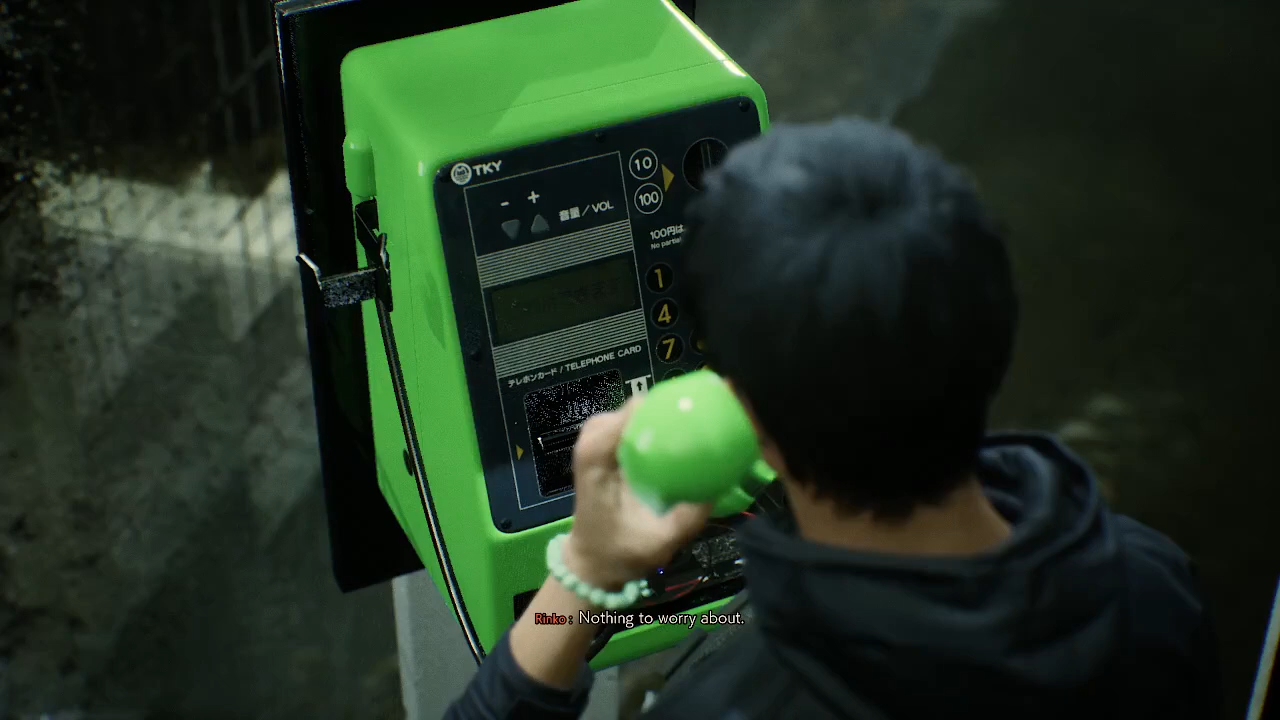 TKY
- +
音量/VOL
10
100
100円は
No partial
1
4
7
テレホンカード / TELEPHONE CARD
Rinko : Nothing to worry about.